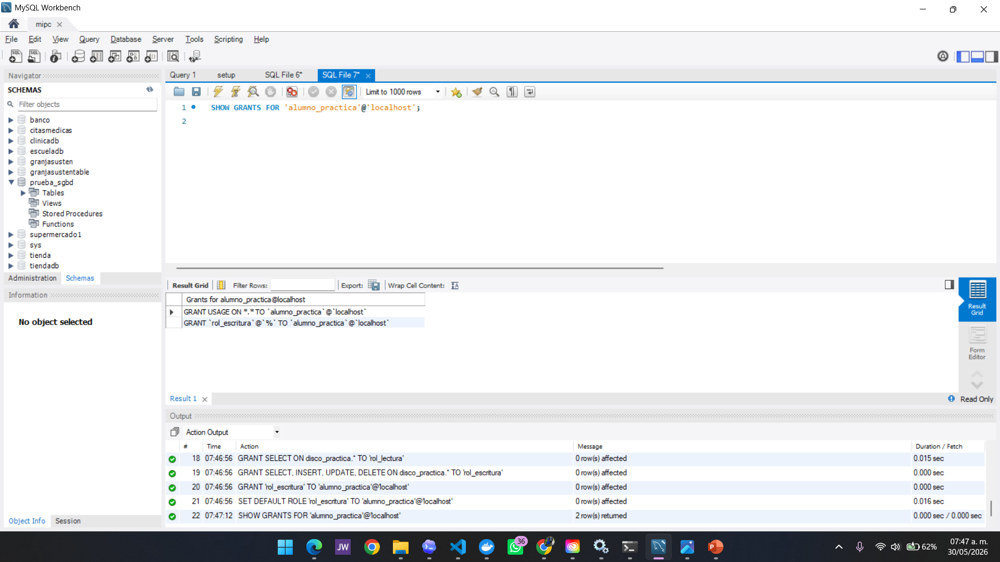 MySQL Workbench
mipc
File Edit View Query Database Server Tools Scripting Help
Navigator
SCHEMAS
Filter objects
banco
citasmedicas
clinicadb
escueladb
granjasusten
granjasustentable
prueba_sgbd
Tables
Views
Stored Procedures
Functions
supermercado1
sys
tienda
tiendadb
Administration Schemas
Information
No object selected
Object Info Session
Query 1 setup SQL File 6* SQL File 7*
Limit to 1000 rows
1 SHOW GRANTS FOR 'alumno_practica'@'localhost';
2
Result Grid Filter Rows: Export: Wrap Cell Content:
Grants for alumno_practica@localhost
GRANT USAGE ON *.* TO `alumno_practica`@`localhost`
GRANT `rol_escritura`@`%` TO `alumno_practica`@`localhost`
Result Grid
Form Editor
Result 1
Read Only
Output
Action Output
# Time Action Message Duration / Fetch
18 07:46:56 GRANT SELECT ON disco_practica.* TO 'rol_lectura' 0 row(s) affected 0.015 sec
19 07:46:56 GRANT SELECT, INSERT, UPDATE, DELETE ON disco_practica.* TO 'rol_escritura' 0 row(s) affected 0.000 sec
20 07:46:56 GRANT 'rol_escritura' TO 'alumno_practica'@'localhost' 0 row(s) affected 0.000 sec
21 07:46:56 SET DEFAULT ROLE 'rol_escritura' TO 'alumno_practica'@'localhost' 0 row(s) affected 0.016 sec
22 07:47:12 SHOW GRANTS FOR 'alumno_practica'@'localhost' 2 row(s) returned 0.000 sec / 0.000 sec
JW
36
62%
07:47 a. m.
30/05/2026